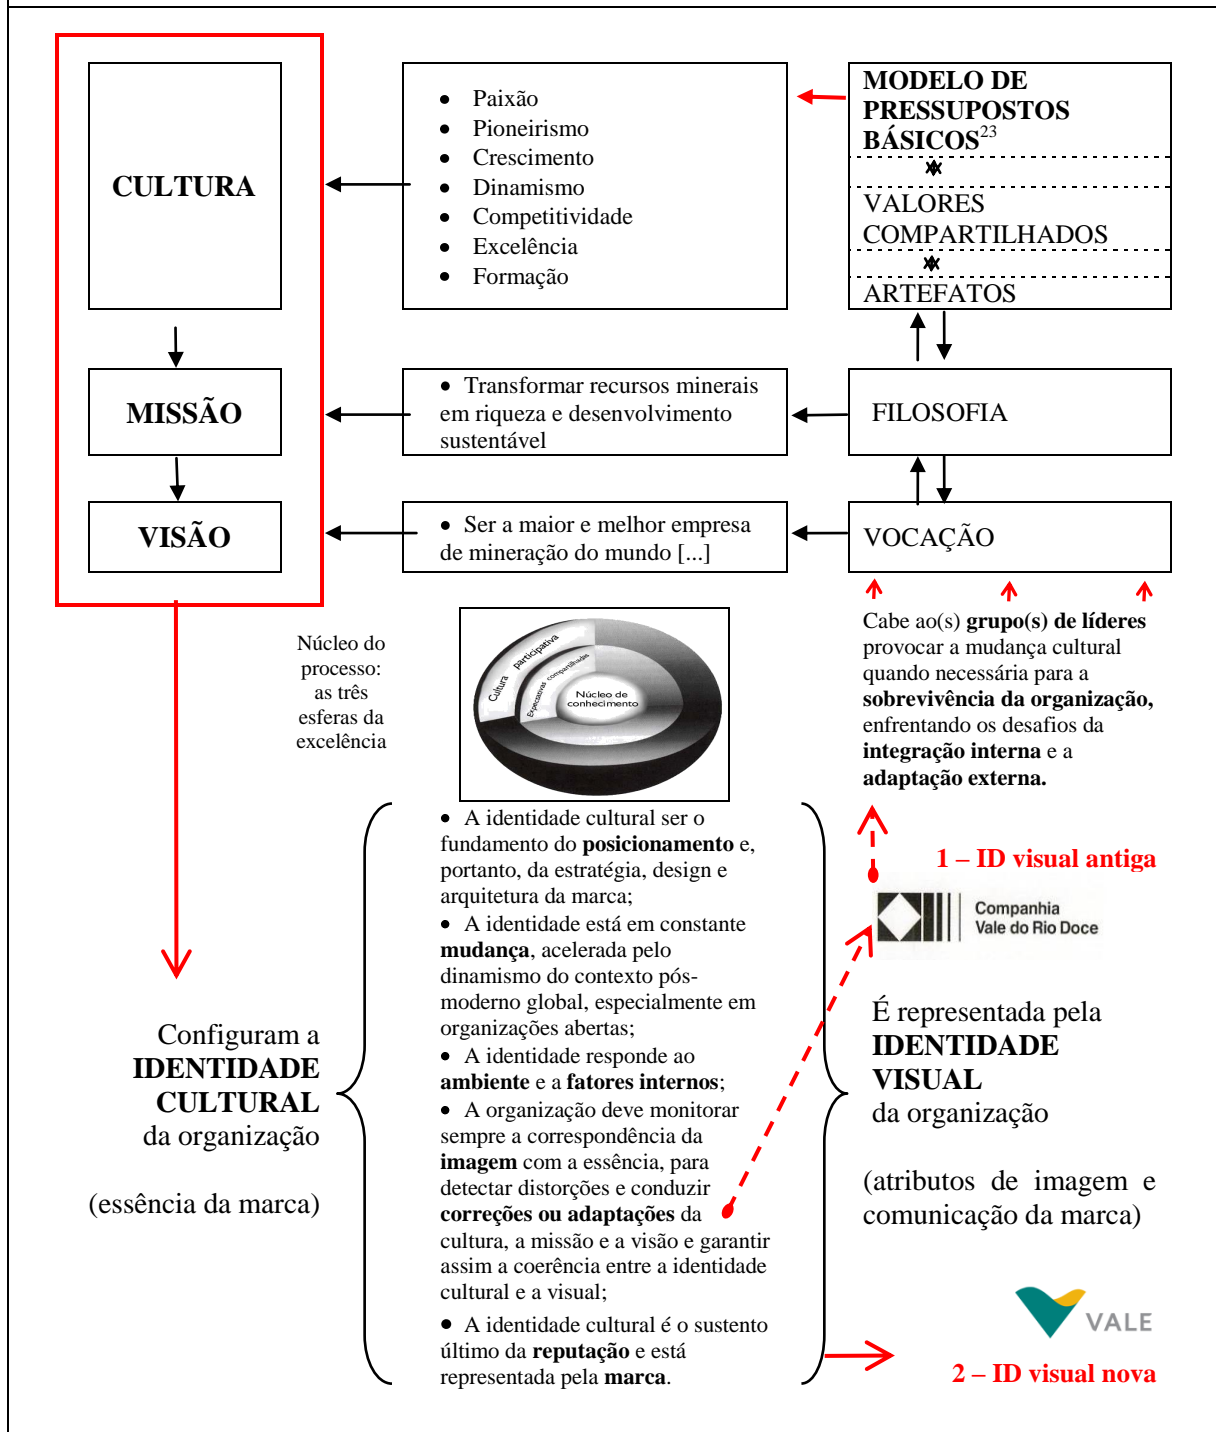 CULTURA
• Paixão
• Pioneirismo
• Crescimento
• Dinamismo
• Competitividade
• Excelência
• Formação
MODELO DE
PRESSUPOSTOS
BÁSICOS23
VALORES
COMPARTILHADOS
ARTEFATOS
MISSÃO
• Transformar recursos minerais
em riqueza e desenvolvimento
sustentável
FILOSOFIA
VISÃO
• Ser a maior e melhor empresa
de mineração do mundo [...]
VOCAÇÃO
Núcleo do
processo:
as três
esferas da
excelência
Cultura participativa
Expectativas compartilhadas
Núcleo de
conhecimento
Cabe ao(s) grupo(s) de líderes
provocar a mudança cultural
quando necessária para a
sobrevivência da organização,
enfrentando os desafios da
integração interna e a
adaptação externa.
Configuram a
IDENTIDADE
CULTURAL
da organização
(essência da marca)
• A identidade cultural ser o
fundamento do posicionamento e,
portanto, da estratégia, design e
arquitetura da marca;
• A identidade está em constante
mudança, acelerada pelo
dinamismo do contexto pós-
moderno global, especialmente em
organizações abertas;
• A identidade responde ao
ambiente e a fatores internos;
• A organização deve monitorar
sempre a correspondência da
imagem com a essência, para
detectar distorções e conduzir
correções ou adaptações da
cultura, a missão e a visão e garantir
assim a coerência entre a identidade
cultural e a visual;
• A identidade cultural é o sustento
último da reputação e está
representada pela marca.
1 – ID visual antiga
Companhia
Vale do Rio Doce
É representada pela
IDENTIDADE
VISUAL
da organização
(atributos de imagem e
comunicação da marca)
VALE
2 – ID visual nova